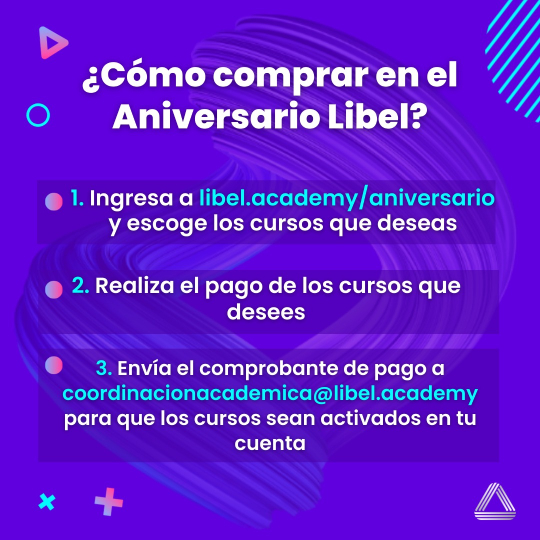 ¿Cómo comprar en el
Aniversario Libel?
1. Ingresa a libel.academy/aniversario
y escoge los cursos que deseas
2. Realiza el pago de los cursos que
desees
3. Envía el comprobante de pago a
coordinacionacademica@libel.academy
para que los cursos sean activados en tu
cuenta